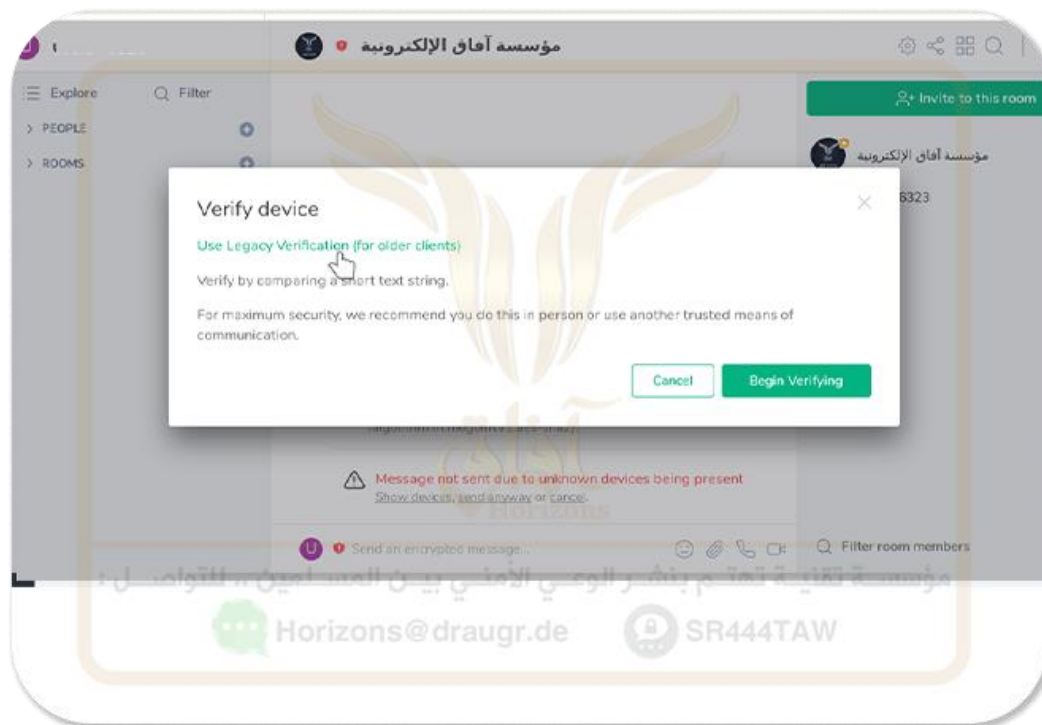 مؤسسة آفاق الإلكترونية
Explore
Filter
Invite to this room
PEOPLE
ROOMS
مؤسسة آفاق الإلكترونية
6323
Verify device
Use Legacy Verification (for older clients)
Verify by comparing a short text string.
For maximum security, we recommend you do this in person or use another trusted means of
communication.
Cancel
Begin Verifying
آفاق
Message not sent due to unknown devices being present
Show devices, send anyway or cancel.
Horizons
U
Send an encrypted message...
Filter room members
مؤسسة تقنية تهتم بنشر الوعي الأمني بين المسلمين .. للتواصل :
Horizons@draugr.de
SR444TAW